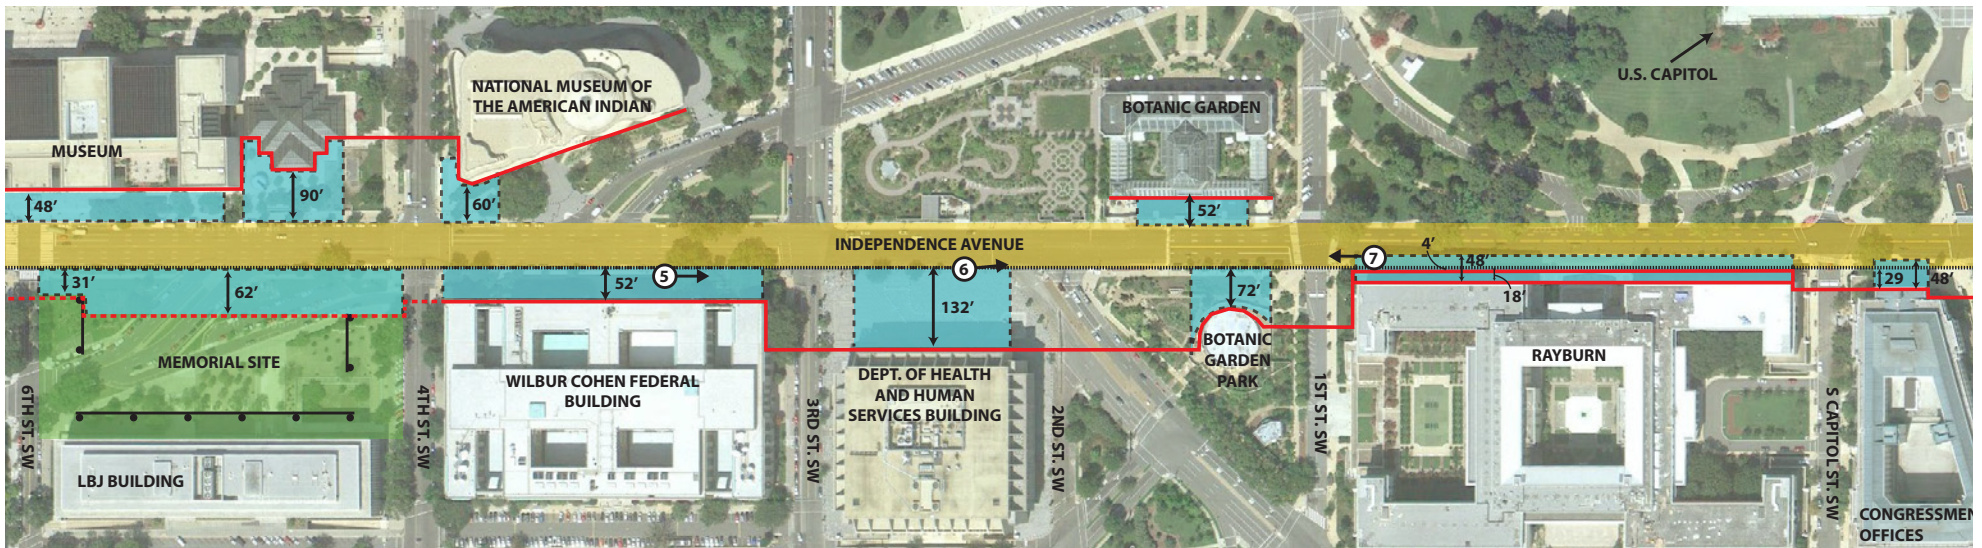 U.S. CAPITOL
NATIONAL MUSEUM OF
THE AMERICAN INDIAN
BOTANIC GARDEN
MUSEUM
90’
48’
60’
52’
INDEPENDENCE AVENUE
4’
5
6
7
48’
31’
62’
52’
132’
72’
18’
29
48’
MEMORIAL SITE
WILBUR COHEN FEDERAL
BUILDING
DEPT. OF HEALTH
AND HUMAN
SERVICES BUILDING
BOTANIC
GARDEN
PARK
RAYBURN
6TH ST. SW
4TH ST. SW
3RD ST. SW
2ND ST. SW
1ST ST. SW
S CAPITOL ST. SW
LBJ BUILDING
CONGRESSMEN
OFFICES